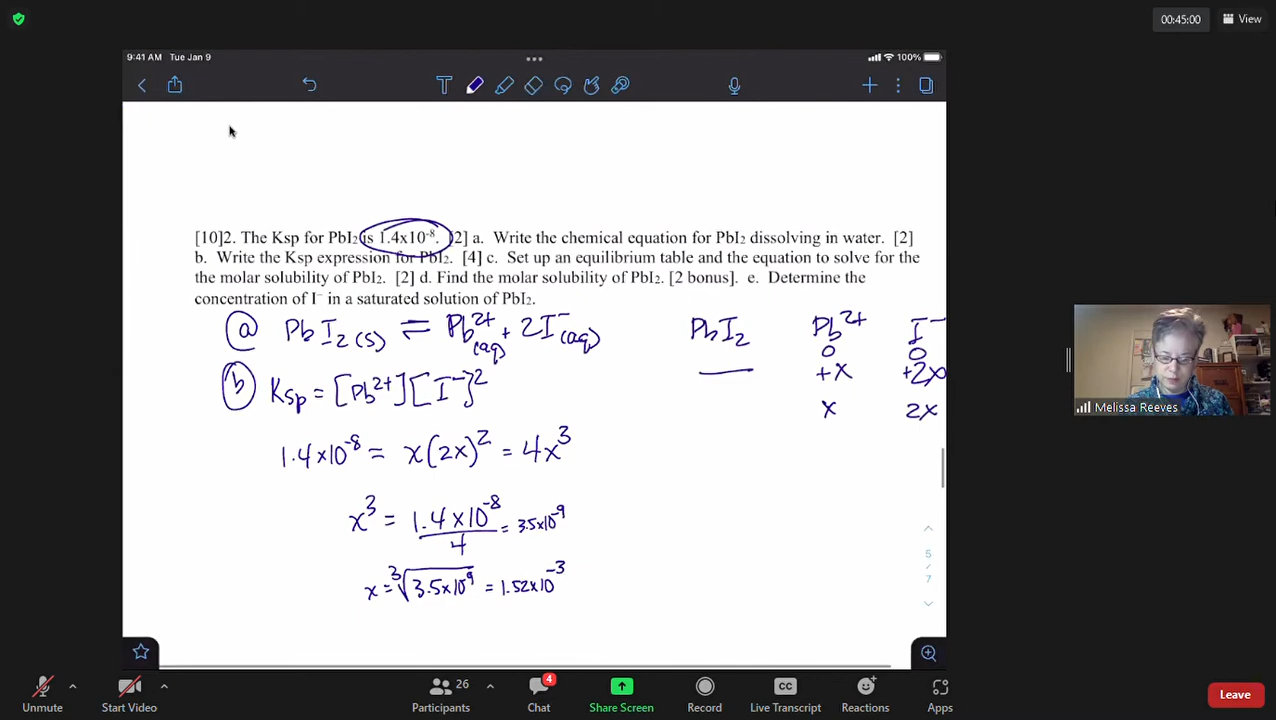 00:45:00
View
9:41 AM Tue Jan 9
100%
T
[10]2. The Ksp for PbI₂ is 1.4x10⁻⁸. [2] a. Write the chemical equation for PbI₂ dissolving in water. [2]
b. Write the Ksp expression for PbI₂. [4] c. Set up an equilibrium table and the equation to solve for the
the molar solubility of PbI₂. [2] d. Find the molar solubility of PbI₂. [2 bonus]. e. Determine the
concentration of I⁻ in a saturated solution of PbI₂.
ⓐ PbI₂(s) ⇌ Pb²⁺(aq) + 2I⁻(aq)
PbI₂ Pb²⁺ I⁻
0 0
— +x +2x
x 2x
ⓑ Ksp = [Pb²⁺][I⁻]²
1.4x10⁻⁸ = x(2x)² = 4x³
x³ = 1.4x10⁻⁸/4 = 3.5x10⁻⁹
x = ³√3.5x10⁻⁹ = 1.52x10⁻³
Melissa Reeves
5
/
7
Unmute
Start Video
26
Participants
4
Chat
Share Screen
Record
CC
Live Transcript
Reactions
Apps
Leave